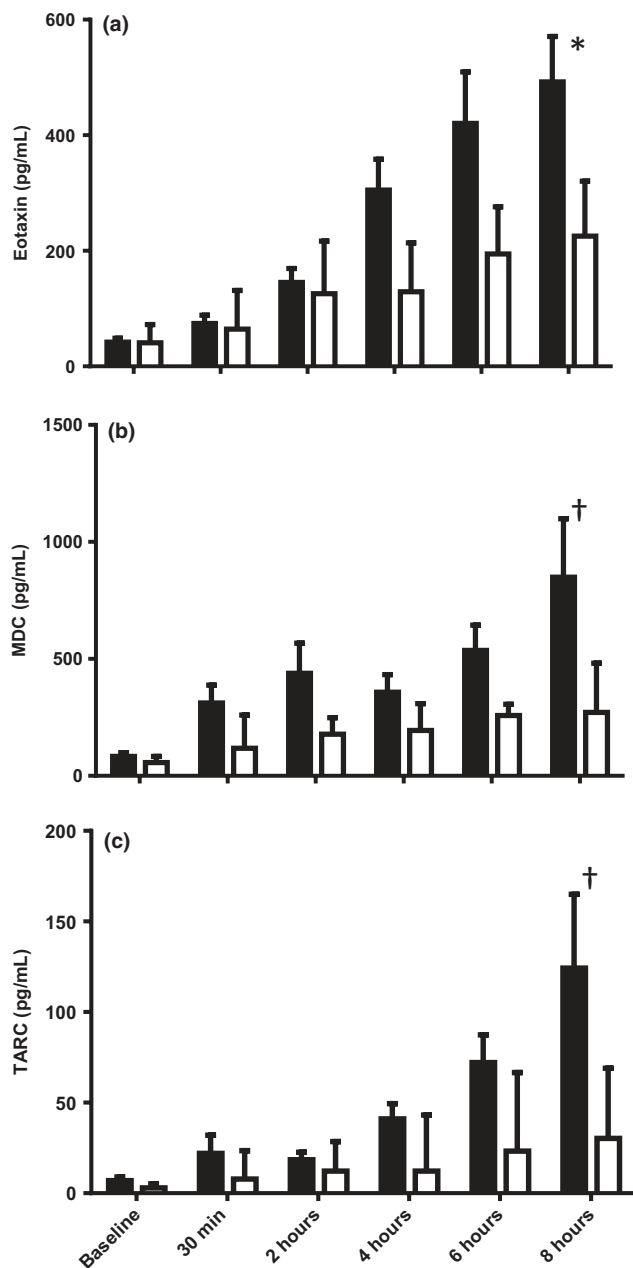 (a)
600
400
200
0
Eotaxin (pg/mL)
*
(b)
1500
1000
500
0
MDC (pg/mL)
†
(c)
200
150
100
50
0
TARC (pg/mL)
†
Baseline
30 min
2 hours
4 hours
6 hours
8 hours